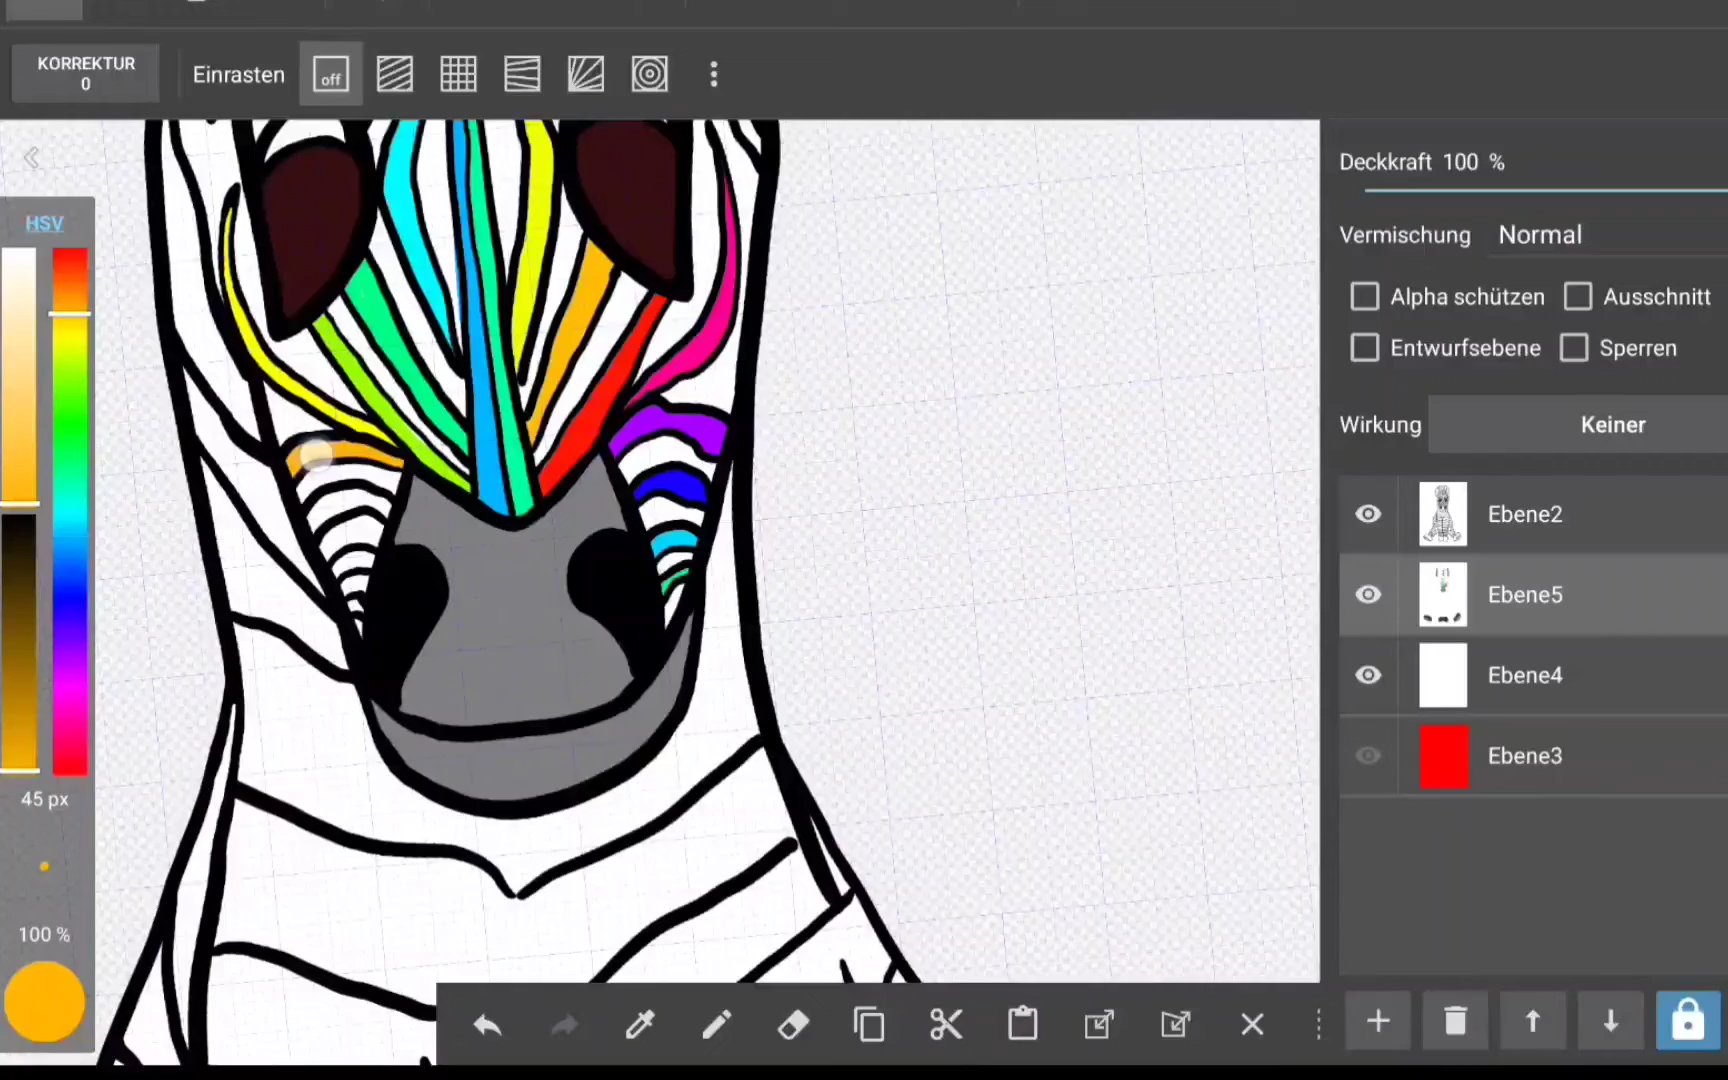 KORREKTUR
0
Einrasten
off
HSV
45 px
100 %
Deckkraft 100 %
Vermischung Normal
Alpha schützen Ausschnitt
Entwurfsebene Sperren
Wirkung Keiner
Ebene2
Ebene5
Ebene4
Ebene3